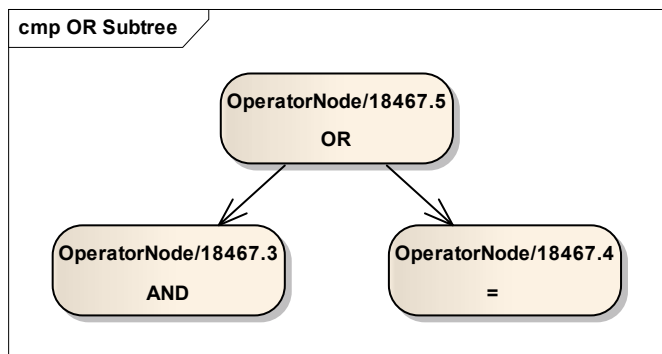 cmp OR Subtree
OperatorNode/18467.5
OR
OperatorNode/18467.3
AND
OperatorNode/18467.4
=